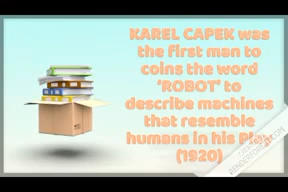 KAREL CAPEK was
the first man to
coins the word
'ROBOT' to
describe machines
that resemble
humans in his Play
(1920)